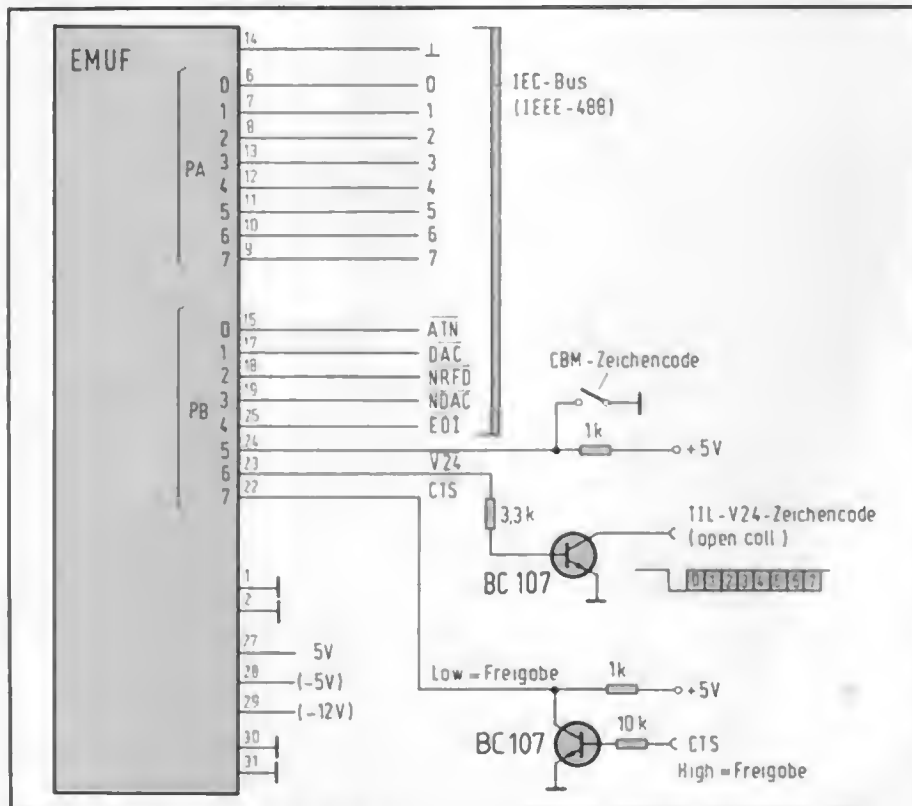 EMUF
14 ⊥
PA
0 6 0
1 7 1
2 8 2
3 13 3
4 12 4
5 11 5
6 10 6
7 9 7
IEC-Bus
(IEEE-488)
PB
0 15 ATN
1 17 DAC
2 18 NRFD
3 19 NDAC
4 25 EOI
5 24
6 23 V24
7 22 CTS
CBM-Zeichencode
1k
+5V
3,3k
BC 107
TTL-V24-Zeichencode
(open coll)
0 1 2 3 4 5 6 7
1
2
27 5V
28 (-5V)
29 (-12V)
30
31
Low = Freigabe
1k
+5V
BC 107
10k
CTS
High = Freigabe